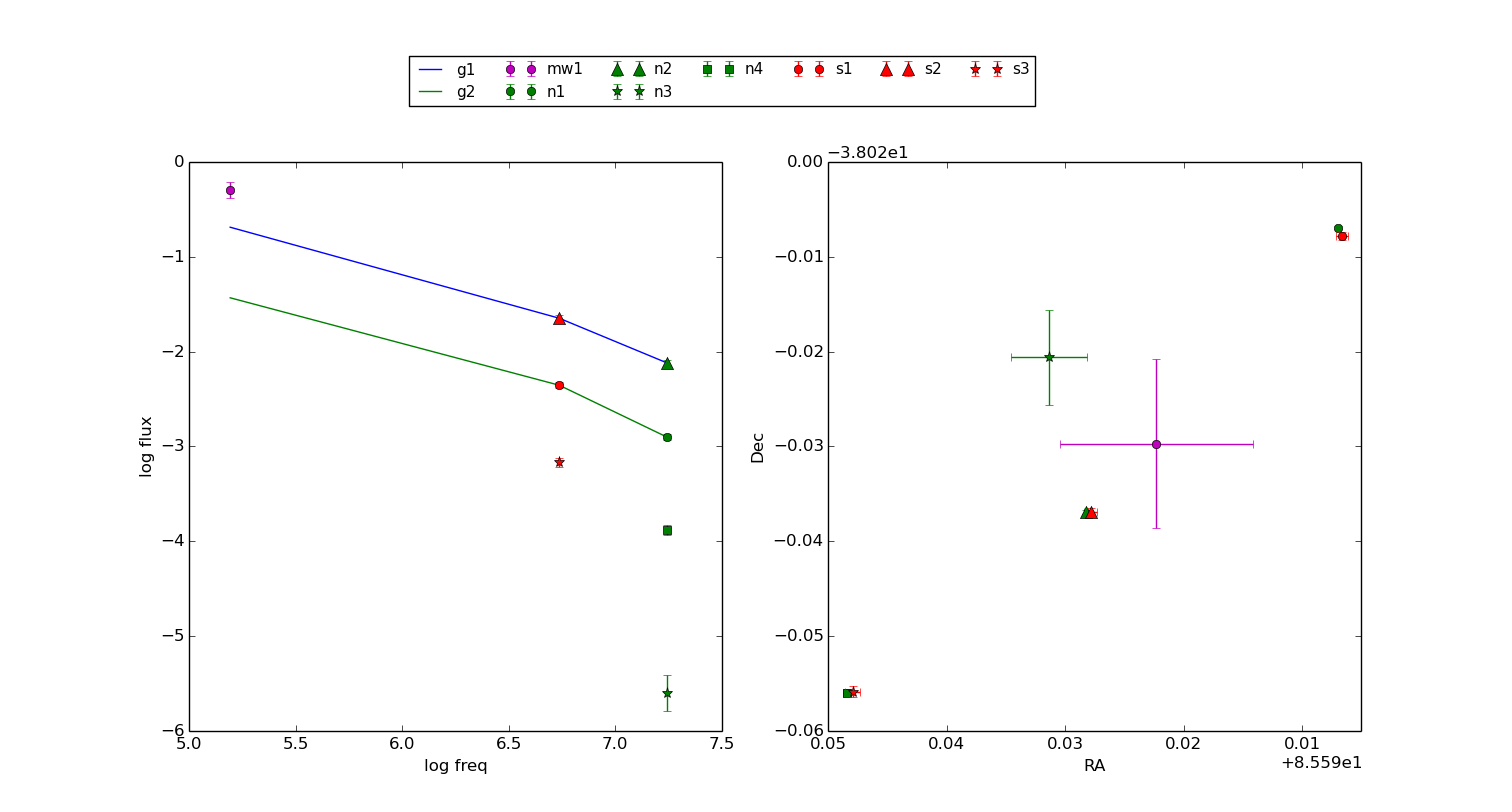 g1 mw1 n2 n4 s1 s2 s3
g2 n1 n3
0
−1
−2
−3
−4
−5
−6
log flux
5.0 5.5 6.0 6.5 7.0 7.5
log freq
−3.802e1
0.00
−0.01
−0.02
−0.03
−0.04
−0.05
−0.06
Dec
0.05 0.04 0.03 0.02 0.01
+8.559e1
RA